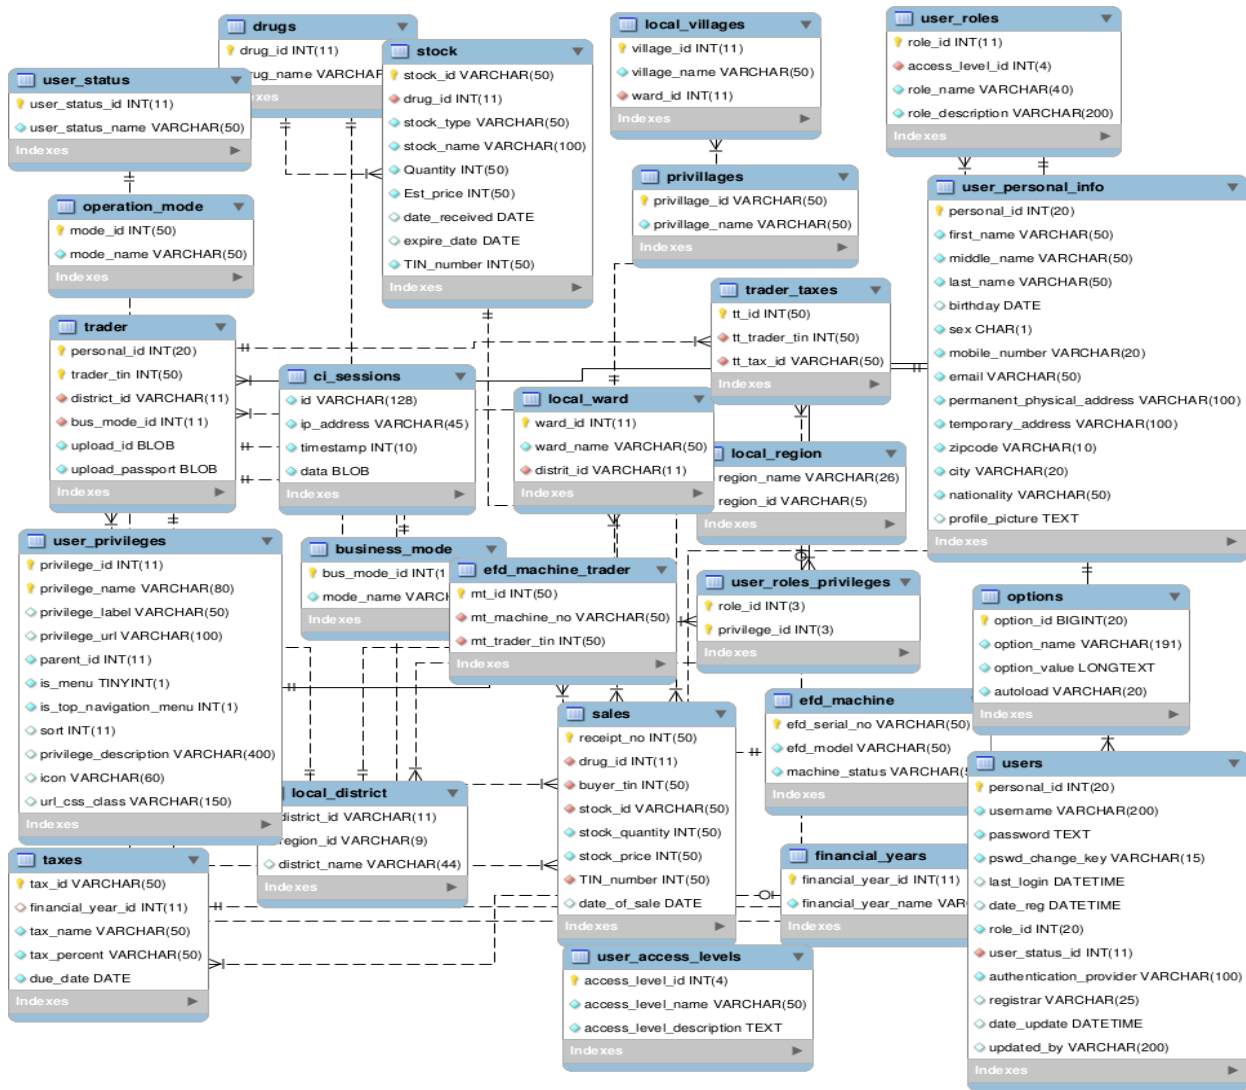 drugs
drug_id INT(11)
rug_name VARCHAR
exes
stock
stock_id VARCHAR(50)
drug_id INT(11)
stock_type VARCHAR(50)
stock_name VARCHAR(100)
Quantity INT(50)
Est_price INT(50)
date_received DATE
expire_date DATE
TIN_number INT(50)
Indexes
local_villages
village_id INT(11)
village_name VARCHAR(50)
ward_id INT(11)
Indexes
user_roles
role_id INT(11)
access_level_id INT(4)
role_name VARCHAR(40)
role_description VARCHAR(200)
Indexes
user_status
user_status_id INT(11)
user_status_name VARCHAR(50)
Indexes
operation_mode
mode_id INT(50)
mode_name VARCHAR(50)
Indexes
privillages
privillage_id VARCHAR(50)
privillage_name VARCHAR(50)
Indexes
user_personal_info
personal_id INT(20)
first_name VARCHAR(50)
middle_name VARCHAR(50)
last_name VARCHAR(50)
birthday DATE
sex CHAR(1)
mobile_number VARCHAR(20)
email VARCHAR(50)
permanent_physical_address VARCHAR(100)
temporary_address VARCHAR(100)
zipcode VARCHAR(10)
city VARCHAR(20)
nationality VARCHAR(50)
profile_picture TEXT
Indexes
trader
personal_id INT(20)
trader_tin INT(50)
district_id VARCHAR(11)
bus_mode_id INT(11)
upload_id BLOB
upload_passport BLOB
Indexes
trader_taxes
tt_id INT(50)
tt_trader_tin INT(50)
tt_tax_id VARCHAR(50)
Indexes
ci_sessions
id VARCHAR(128)
ip_address VARCHAR(45)
timestamp INT(10)
data BLOB
Indexes
local_ward
ward_id INT(11)
ward_name VARCHAR(50)
distrit_id VARCHAR(11)
Indexes
local_region
region_name VARCHAR(26)
region_id VARCHAR(5)
Indexes
user_privileges
privilege_id INT(11)
privilege_name VARCHAR(80)
privilege_label VARCHAR(50)
privilege_url VARCHAR(100)
parent_id INT(11)
is_menu TINYINT(1)
is_top_navigation_menu INT(1)
sort INT(11)
privilege_description VARCHAR(400)
icon VARCHAR(60)
url_css_class VARCHAR(150)
Indexes
business_mode
bus_mode_id INT(1
mode_name VARCH
Indexes
efd_machine_trader
mt_id INT(50)
mt_machine_no VARCHAR(50)
mt_trader_tin INT(50)
Indexes
user_roles_privileges
role_id INT(3)
privilege_id INT(3)
Indexes
options
option_id BIGINT(20)
option_name VARCHAR(191)
option_value LONGTEXT
autoload VARCHAR(20)
Indexes
sales
receipt_no INT(50)
drug_id INT(11)
buyer_tin INT(50)
stock_id VARCHAR(50)
stock_quantity INT(50)
stock_price INT(50)
TIN_number INT(50)
date_of_sale DATE
Indexes
efd_machine
efd_serial_no VARCHAR(50)
efd_model VARCHAR(50)
machine_status VARCHAR(
Indexes
users
personal_id INT(20)
username VARCHAR(200)
password TEXT
pswd_change_key VARCHAR(15)
last_login DATETIME
date_reg DATETIME
role_id INT(20)
user_status_id INT(11)
authentication_provider VARCHAR(100)
registrar VARCHAR(25)
date_update DATETIME
updated_by VARCHAR(200)
Indexes
local_district
district_id VARCHAR(11)
region_id VARCHAR(9)
district_name VARCHAR(44)
Indexes
taxes
tax_id VARCHAR(50)
financial_year_id INT(11)
tax_name VARCHAR(50)
tax_percent VARCHAR(50)
due_date DATE
Indexes
financial_years
financial_year_id INT(11)
financial_year_name VAR
Indexes
user_access_levels
access_level_id INT(4)
access_level_name VARCHAR(50)
access_level_description TEXT
Indexes